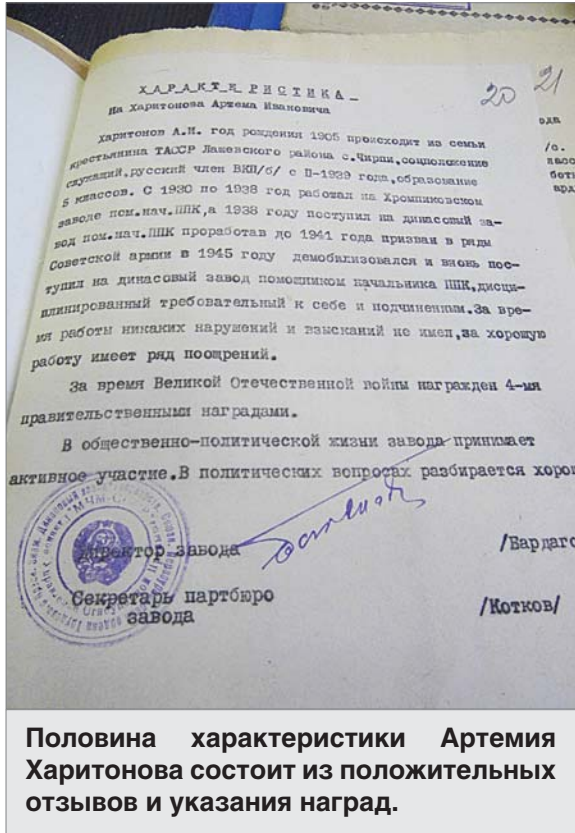 20 21
ХАРАКТЕРИСТИКА
На Харитонова Артема Ивановича
Харитонов А.И. год рождения 1905 происходит из семьи
крестьянина ТАССР Лашевского района с.Чирпы,соцположение
служащий,русский член ВКП/б/ с П-1939 года,образование
5 классов. С 1930 по 1938 год работал на Хромпиковском
заводе пом.нач.ППК,а 1938 году поступил на динасовый за-
вод пом.нач.ППК проработав до 1941 года призван в ряды
Советской армии в 1945 году демобилизовался и вновь пос-
тупил на динасовый завод помощником начальника ППК,дисци-
плинированный требовательный к себе и подчиненным.За вре-
мя работы никаких нарушений и взысканий не имел,за хорошую
работу имеет ряд поощрений.
За время Великой Отечественной войны награжден 4-мя
правительственными наградами.
В общественно-политической жизни завода принимает
активное участие.В политических вопросах разбирается хорош
Директор завода /Бардаго
Секретарь партбюро
завода /Котков/
Половина характеристики Артемия
Харитонова состоит из положительных
отзывов и указания наград.